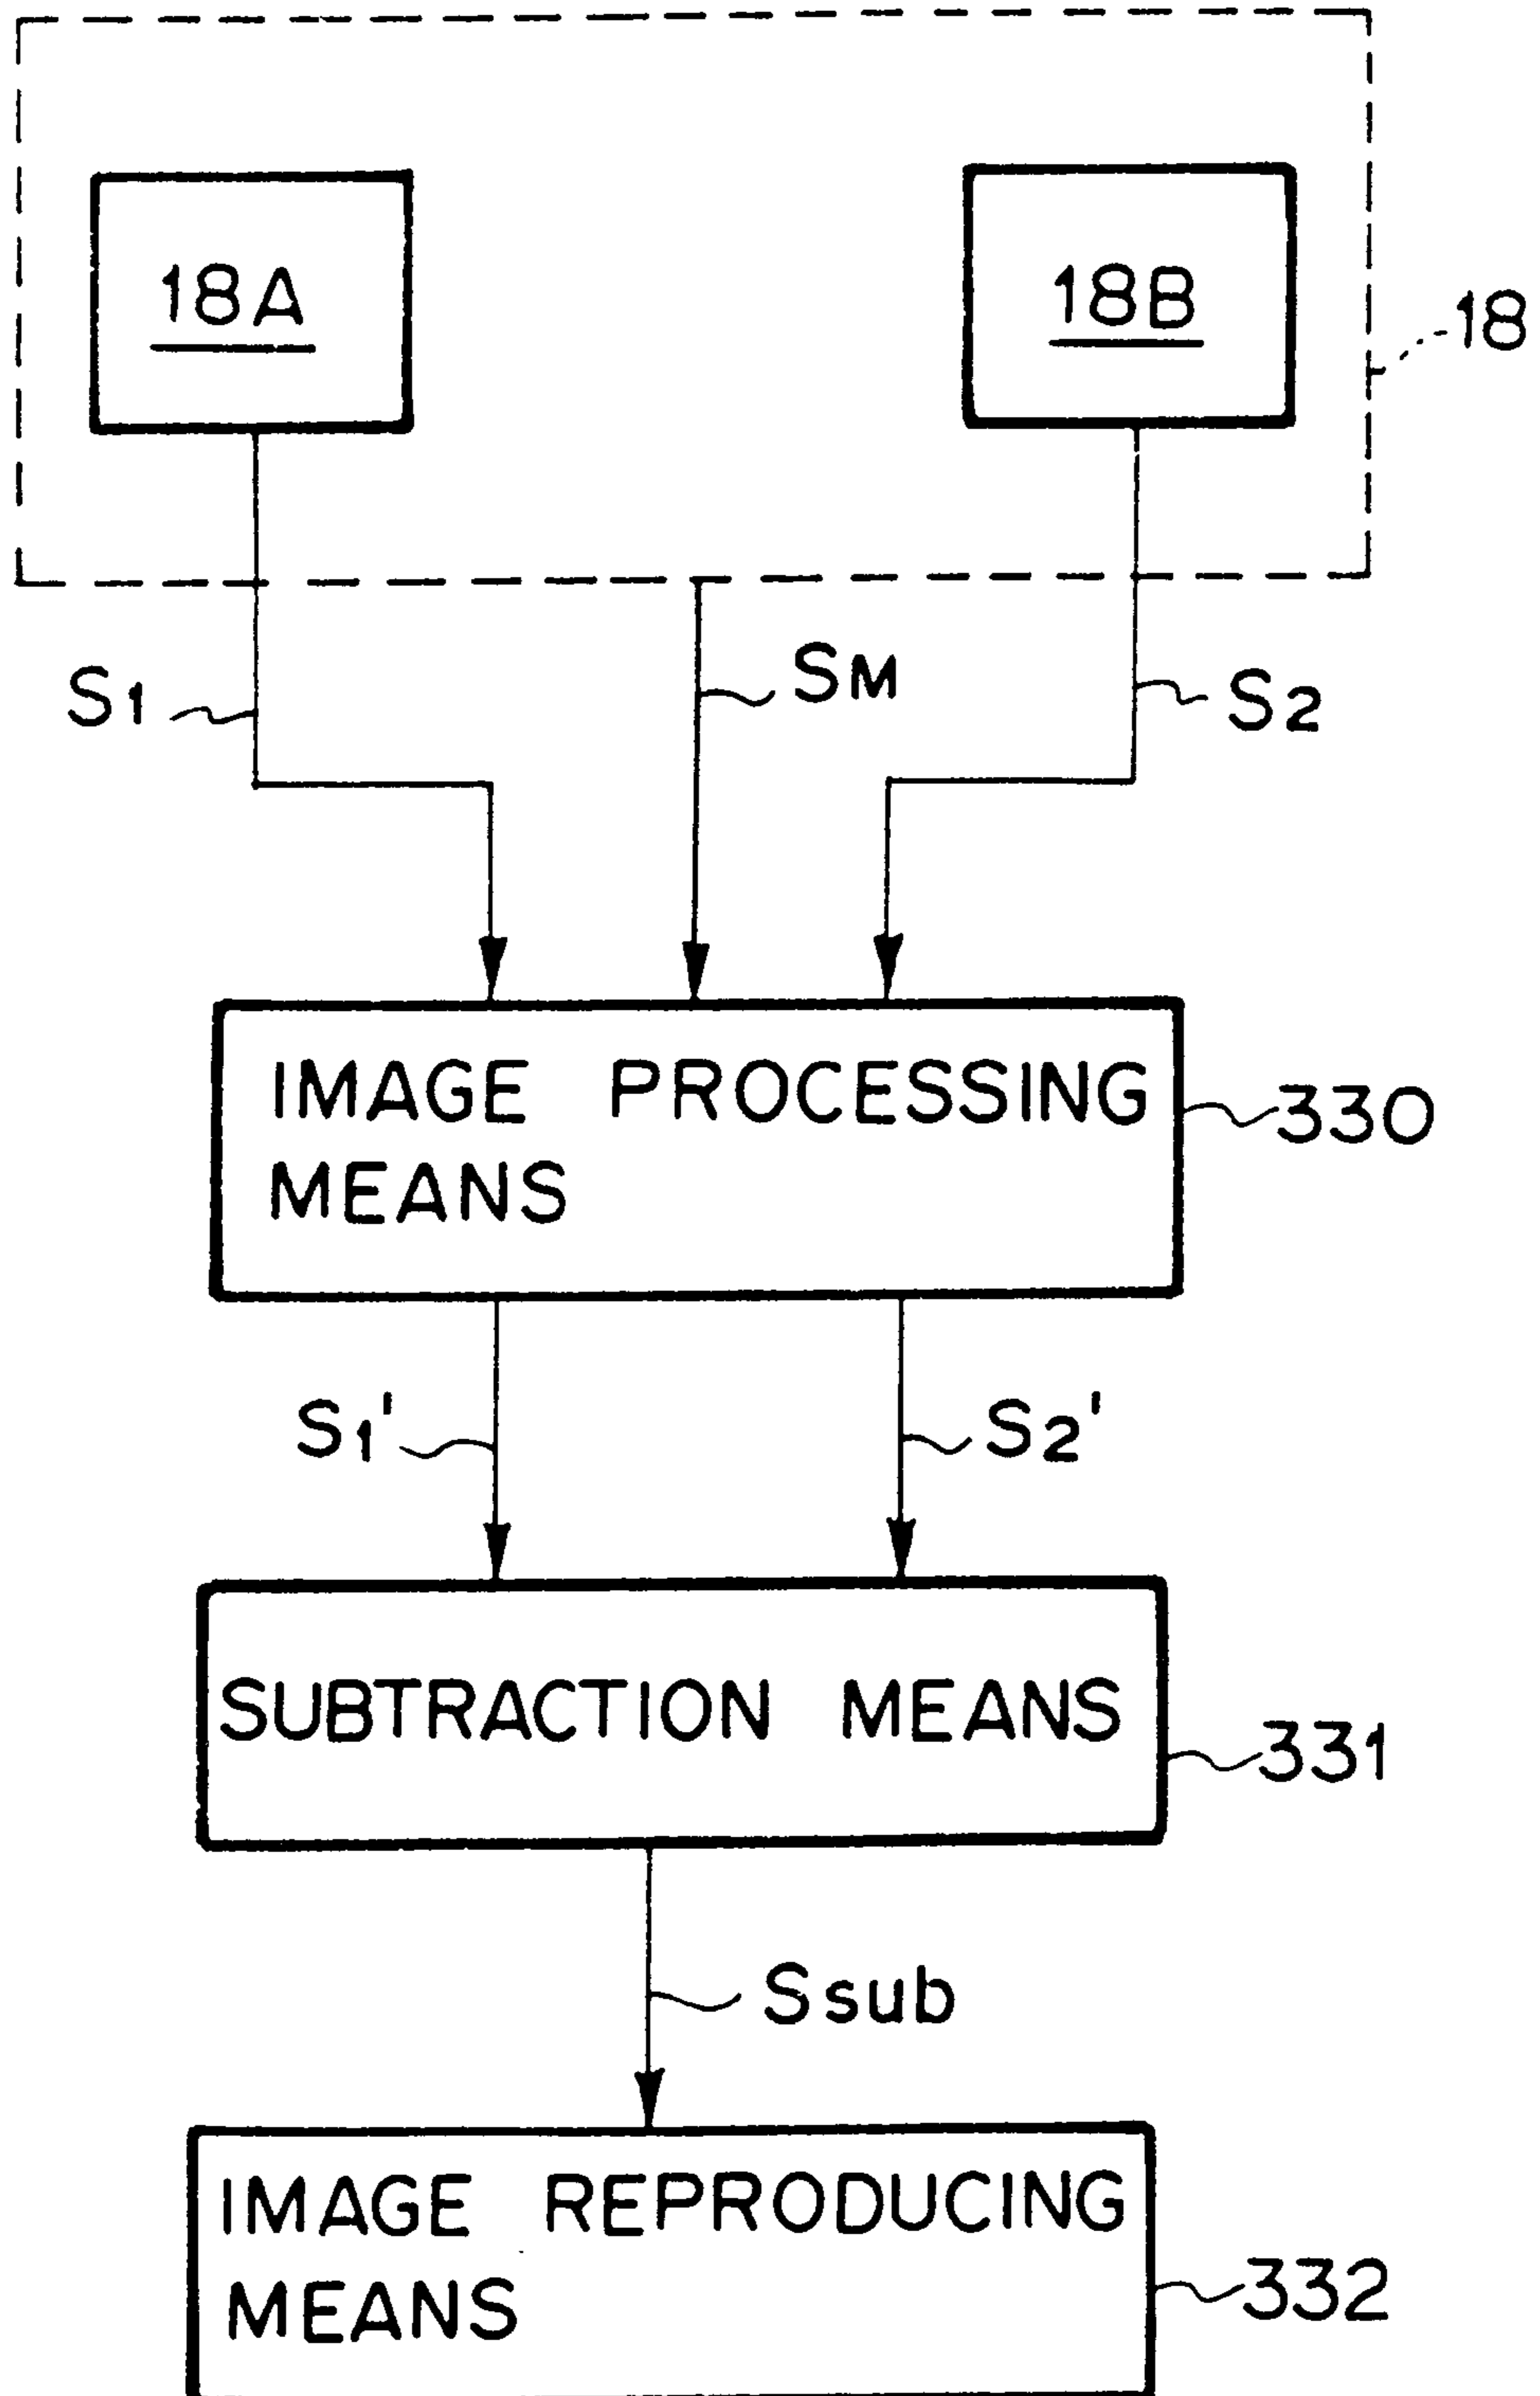 18A
18B
18
S1
SM
S2
IMAGE PROCESSING
MEANS
330
S1'
S2'
SUBTRACTION MEANS
331
Ssub
IMAGE REPRODUCING
MEANS
332